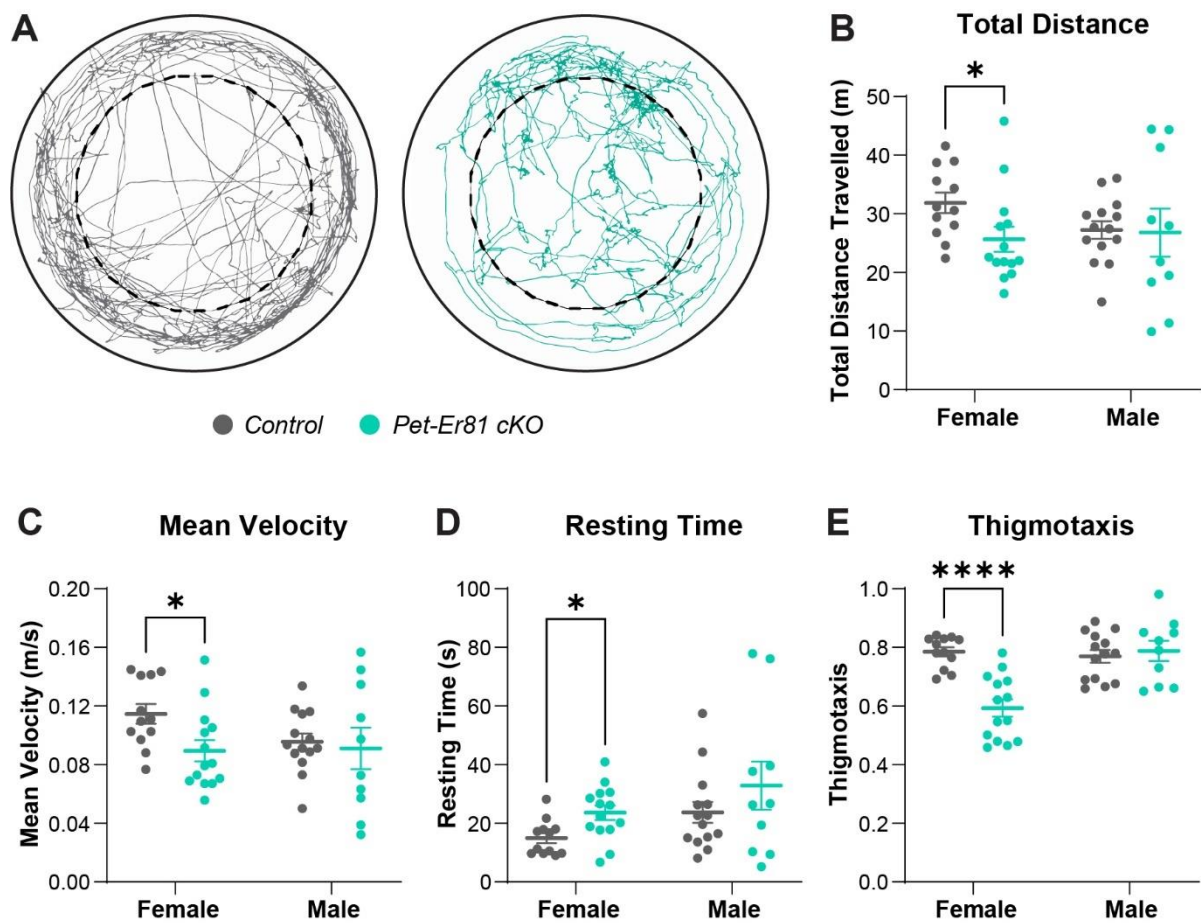 A
B
Total Distance
*
Total Distance Travelled (m)
50
40
30
20
10
0
Female Male
Control Pet-Er81 cKO
C
Mean Velocity
*
Mean Velocity (m/s)
0.20
0.16
0.12
0.08
0.04
0.00
Female Male
D
Resting Time
*
Resting Time (s)
100
80
60
40
20
0
Female Male
E
Thigmotaxis
****
Thigmotaxis
1.0
0.8
0.6
0.4
0.2
0.0
Female Male